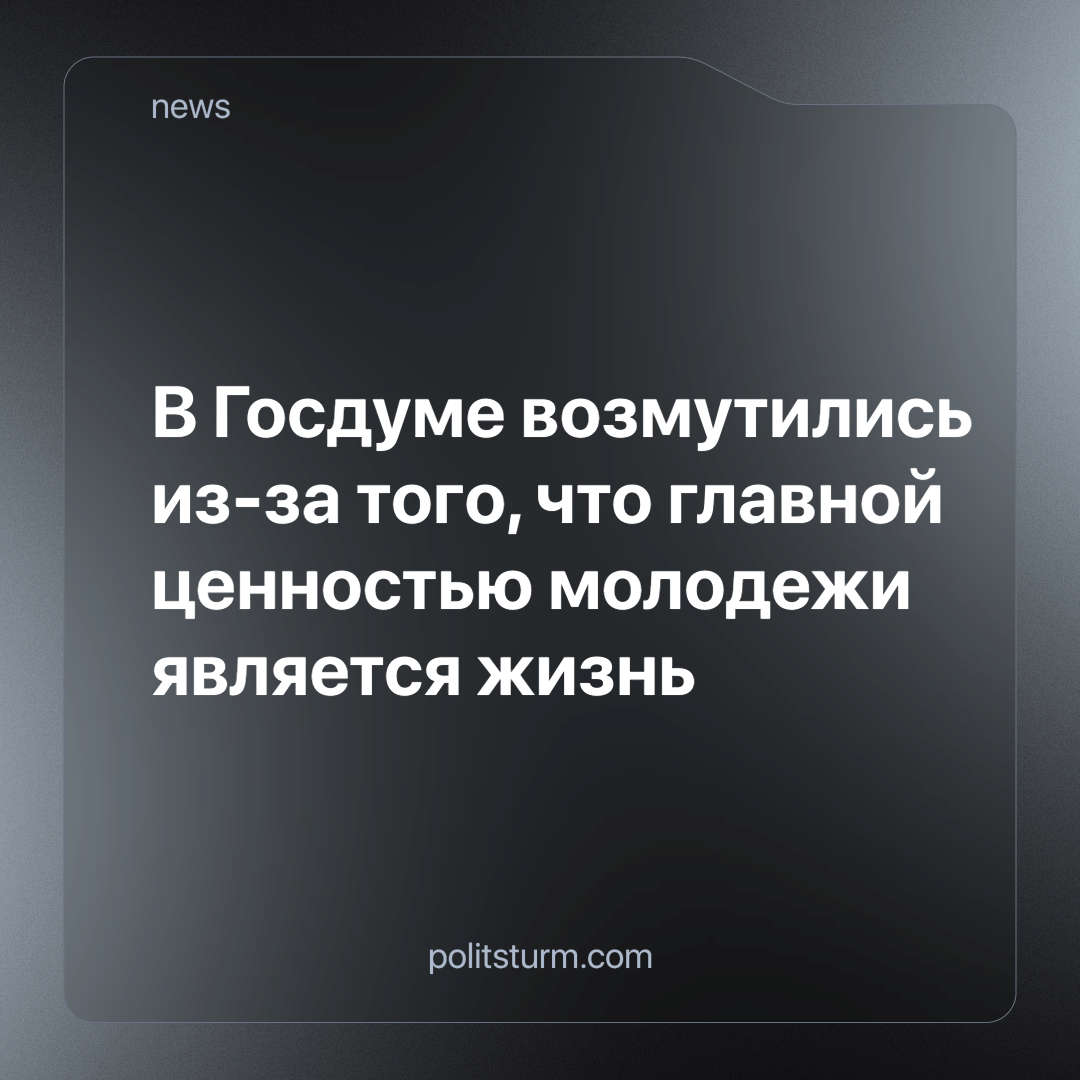 news
В Госдуме возмутились
из-за того, что главной
ценностью молодежи
является жизнь
politsturm.com